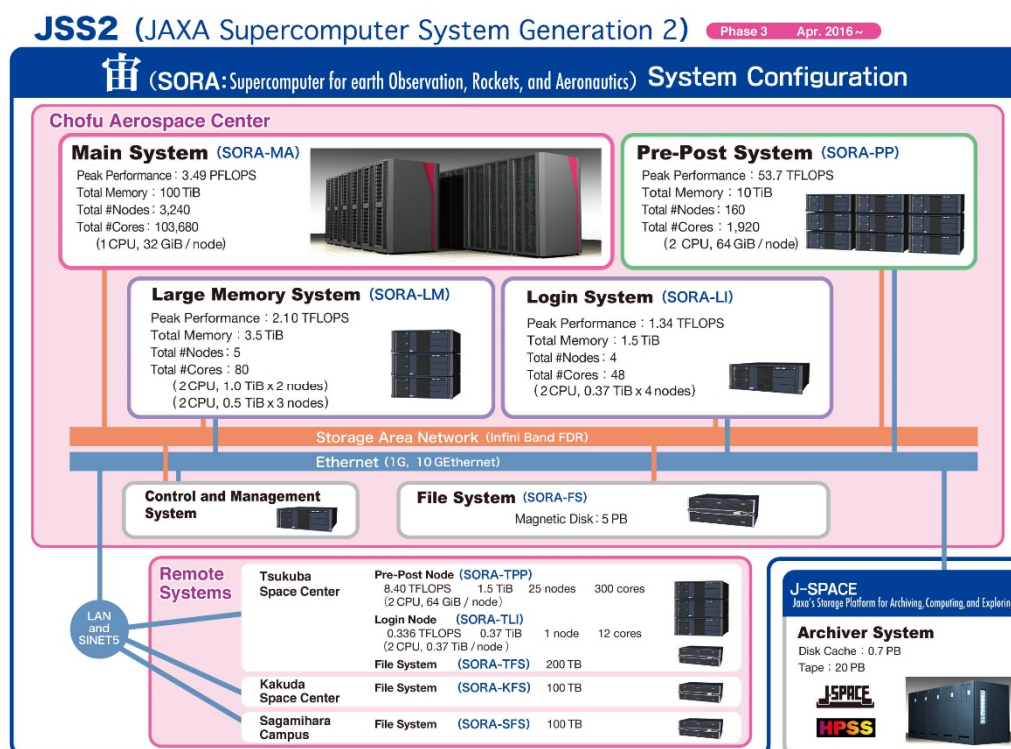 JSS2 (JAXA Supercomputer System Generation 2)
Phase 3 Apr. 2016~
宙 (SORA: Supercomputer for earth Observation, Rockets, and Aeronautics) System Configuration
Chofu Aerospace Center
Main System (SORA-MA)
Peak Performance : 3.49 PFLOPS
Total Memory : 100 TiB
Total #Nodes : 3,240
Total #Cores : 103,680
(1 CPU, 32 GiB / node)
Pre-Post System (SORA-PP)
Peak Performance : 53.7 TFLOPS
Total Memory : 10 TiB
Total #Nodes : 160
Total #Cores : 1,920
(2 CPU, 64 GiB / node)
Large Memory System (SORA-LM)
Peak Performance : 2.10 TFLOPS
Total Memory : 3.5 TiB
Total #Nodes : 5
Total #Cores : 80
(2 CPU, 1.0 TiB x 2 nodes)
(2 CPU, 0.5 TiB x 3 nodes)
Login System (SORA-LI)
Peak Performance : 1.34 TFLOPS
Total Memory : 1.5 TiB
Total #Nodes : 4
Total #Cores : 48
(2 CPU, 0.37 TiB x 4 nodes)
Storage Area Network (Infini Band FDR)
Ethernet (1G, 10 GEthernet)
Control and Management
System
File System (SORA-FS)
Magnetic Disk : 5 PB
LAN
and
SINET5
Remote
Systems
Tsukuba
Space Center
Pre-Post Node (SORA-TPP)
8.40 TFLOPS 1.5 TiB 25 nodes 300 cores
(2 CPU, 64 GiB / node)
Login Node (SORA-TLI)
0.336 TFLOPS 0.37 TiB 1 node 12 cores
(2 CPU, 0.37 TiB / node)
File System (SORA-TFS) 200 TB
Kakuda
Space Center
File System (SORA-KFS) 100 TB
Sagamihara
Campus
File System (SORA-SFS) 100 TB
J-SPACE
Jaxa's Storage Platform for Archiving, Computing, and Explorin
Archiver System
Disk Cache : 0.7 PB
Tape : 20 PB
J-SPACE
HPSS